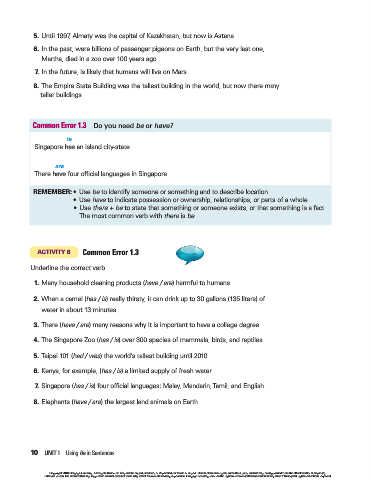 5. Until 1997, Almaty was the capital of Kazakhstan, but now is Astana
6. In the past, were billions of passenger pigeons on Earth, but the very last one,
Martha, died in a zoo over 100 years ago
7. In the future, is likely that humans will live on Mars
8. The Empire State Building was the tallest building in the world, but now there many
taller buildings
Common Error 1.3 Do you need be or have?
is
Singapore has an island city-state
are
There have four official languages in Singapore
REMEMBER: • Use be to identify someone or something and to describe location
• Use have to indicate possession or ownership, relationships, or parts of a whole
• Use there + be to state that something or someone exists, or that something is a fact
The most common verb with there is be
ACTIVITY 8 Common Error 1.3
Underline the correct verb
1. Many household cleaning products (have / are) harmful to humans
2. When a camel (has / is) really thirsty, it can drink up to 30 gallons (135 liters) of
water in about 13 minutes
3. There (have / are) many reasons why it is important to have a college degree
4. The Singapore Zoo (has / is) over 300 species of mammals, birds, and reptiles
5. Taipei 101 (had / was) the world's tallest building until 2010
6. Kenya, for example, (has / is) a limited supply of fresh water
7. Singapore (has / is) four official languages: Malay, Mandarin, Tamil, and English
8. Elephants (have / are) the largest land animals on Earth
10 UNIT 1 Using Be in Sentences